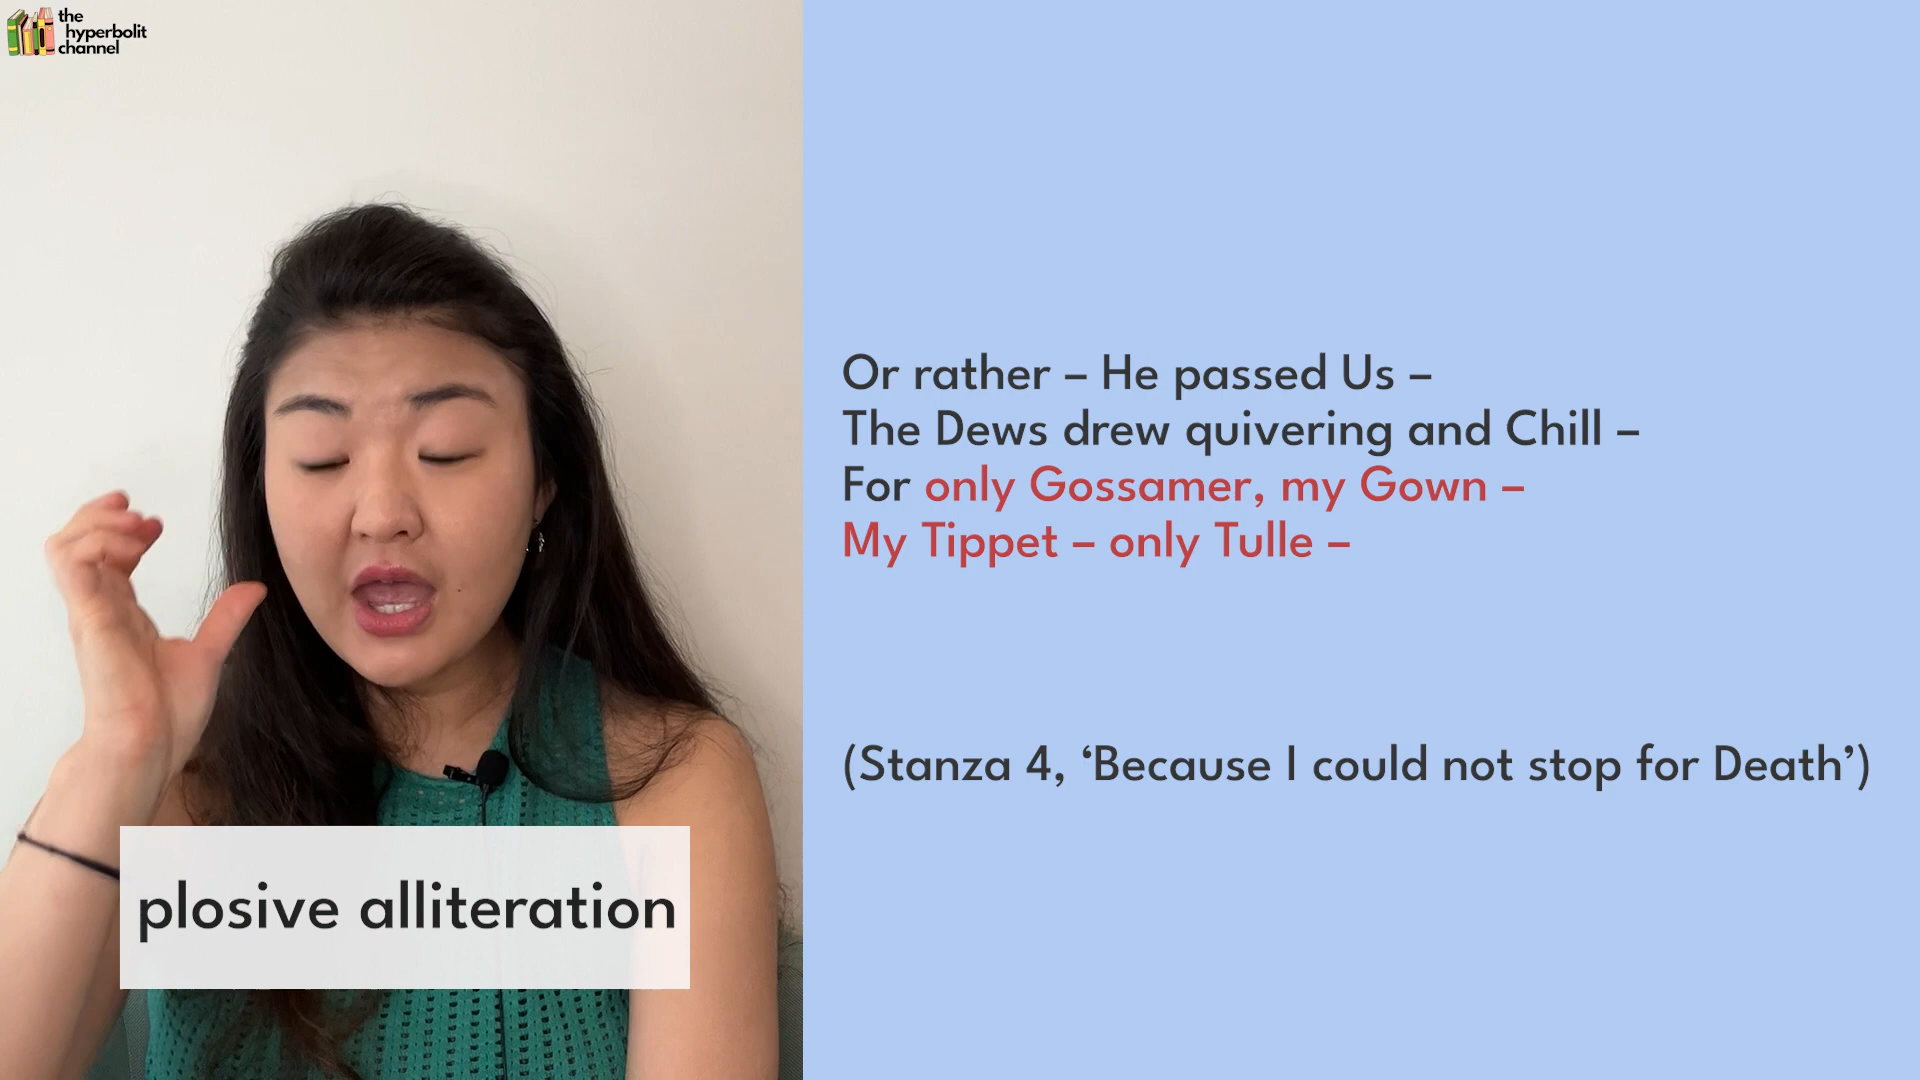 the
hyperbolit
channel
Or rather – He passed Us –
The Dews drew quivering and Chill –
For only Gossamer, my Gown –
My Tippet – only Tulle –
(Stanza 4, ‘Because I could not stop for Death’)
plosive alliteration